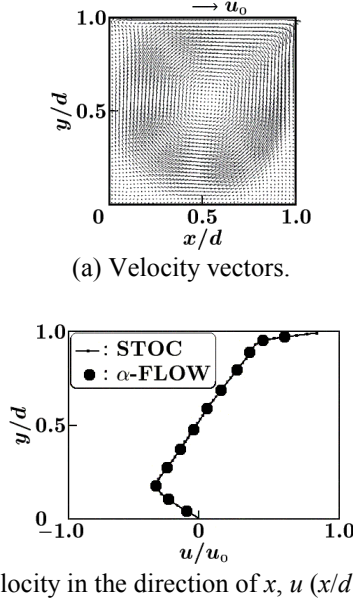 → u₀
1.0
y/d
0.5
0 0.5 1.0
x/d
(a) Velocity vectors.
1.0
: STOC
: α-FLOW
y/d
0.5
0
−1.0 0 1.0
u/u₀
locity in the direction of x, u (x/d